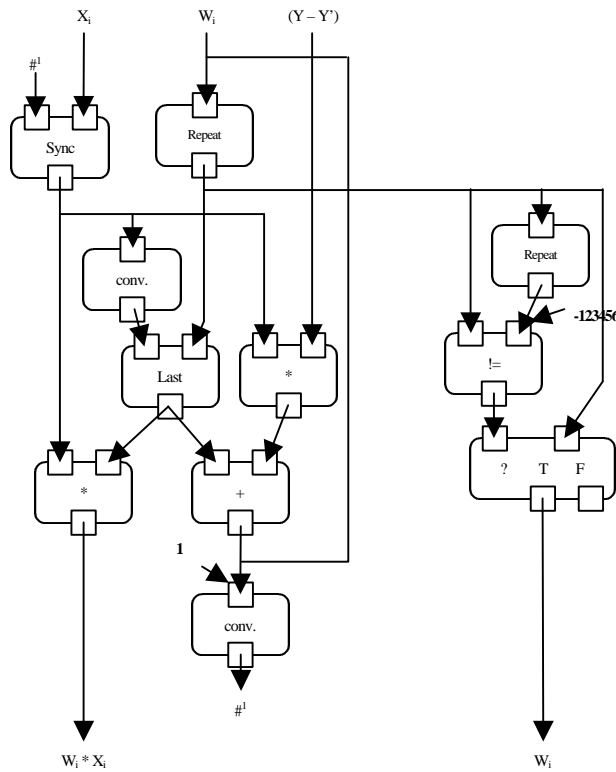 Xᵢ
Wᵢ
(Y – Y')
#¹
Sync
Repeat
Repeat
conv.
-123456
Last
*
!=
*
+
? T F
1
conv.
#¹
Wᵢ * Xᵢ
Wᵢ